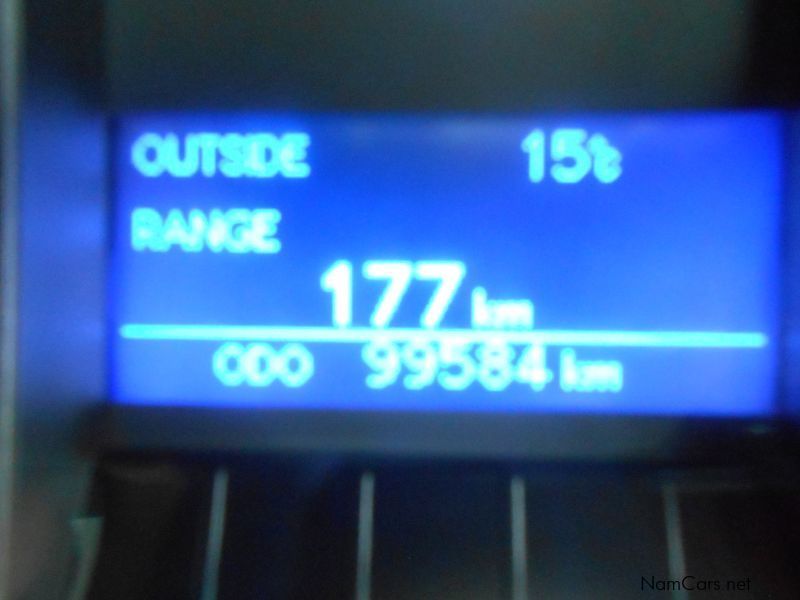 OUTSIDE 15℃
RANGE
177 km
ODO 99584 km
NamCars.net